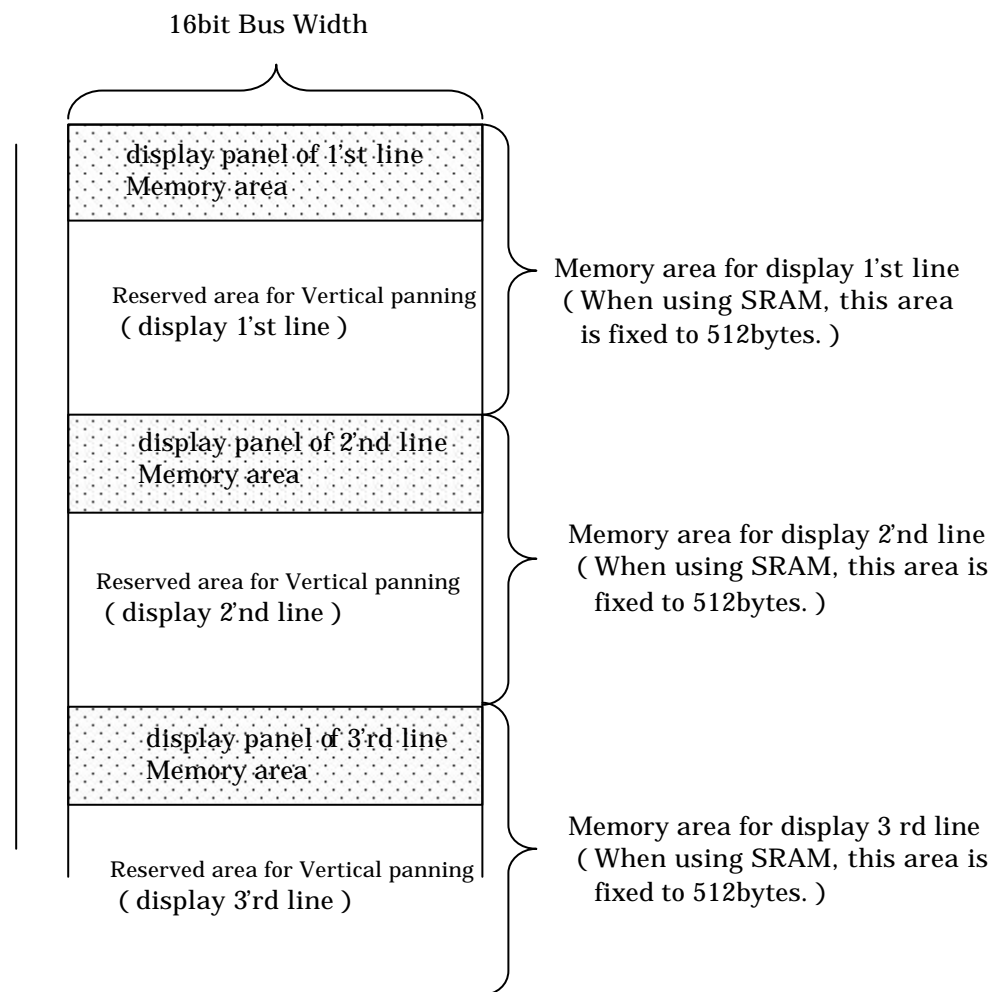 16bit Bus Width
display panel of 1'st line
Memory area
Reserved area for Vertical panning
( display 1'st line )
Memory area for display 1'st line
( When using SRAM, this area
is fixed to 512bytes. )
display panel of 2'nd line
Memory area
Reserved area for Vertical panning
( display 2'nd line )
Memory area for display 2'nd line
( When using SRAM, this area is
fixed to 512bytes. )
display panel of 3'rd line
Memory area
Reserved area for Vertical panning
( display 3'rd line )
Memory area for display 3 rd line
( When using SRAM, this area is
fixed to 512bytes. )